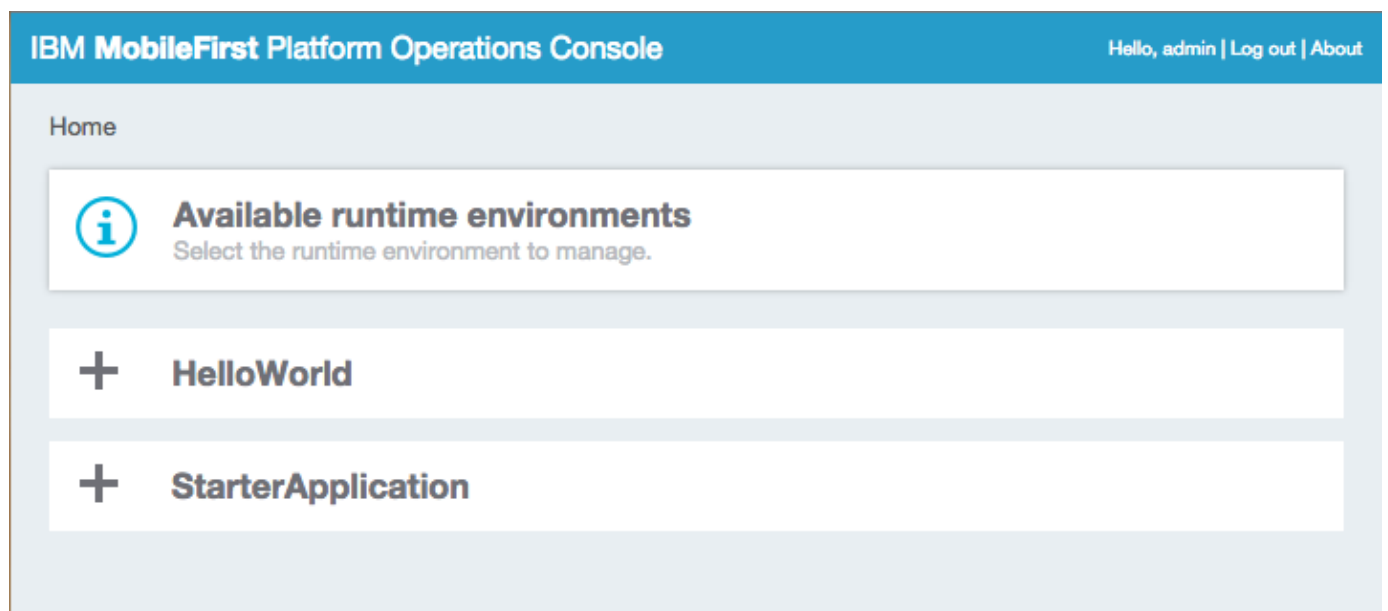 IBM MobileFirst Platform Operations Console
Hello, admin | Log out | About
Home
Available runtime environments
Select the runtime environment to manage.
HelloWorld
StarterApplication